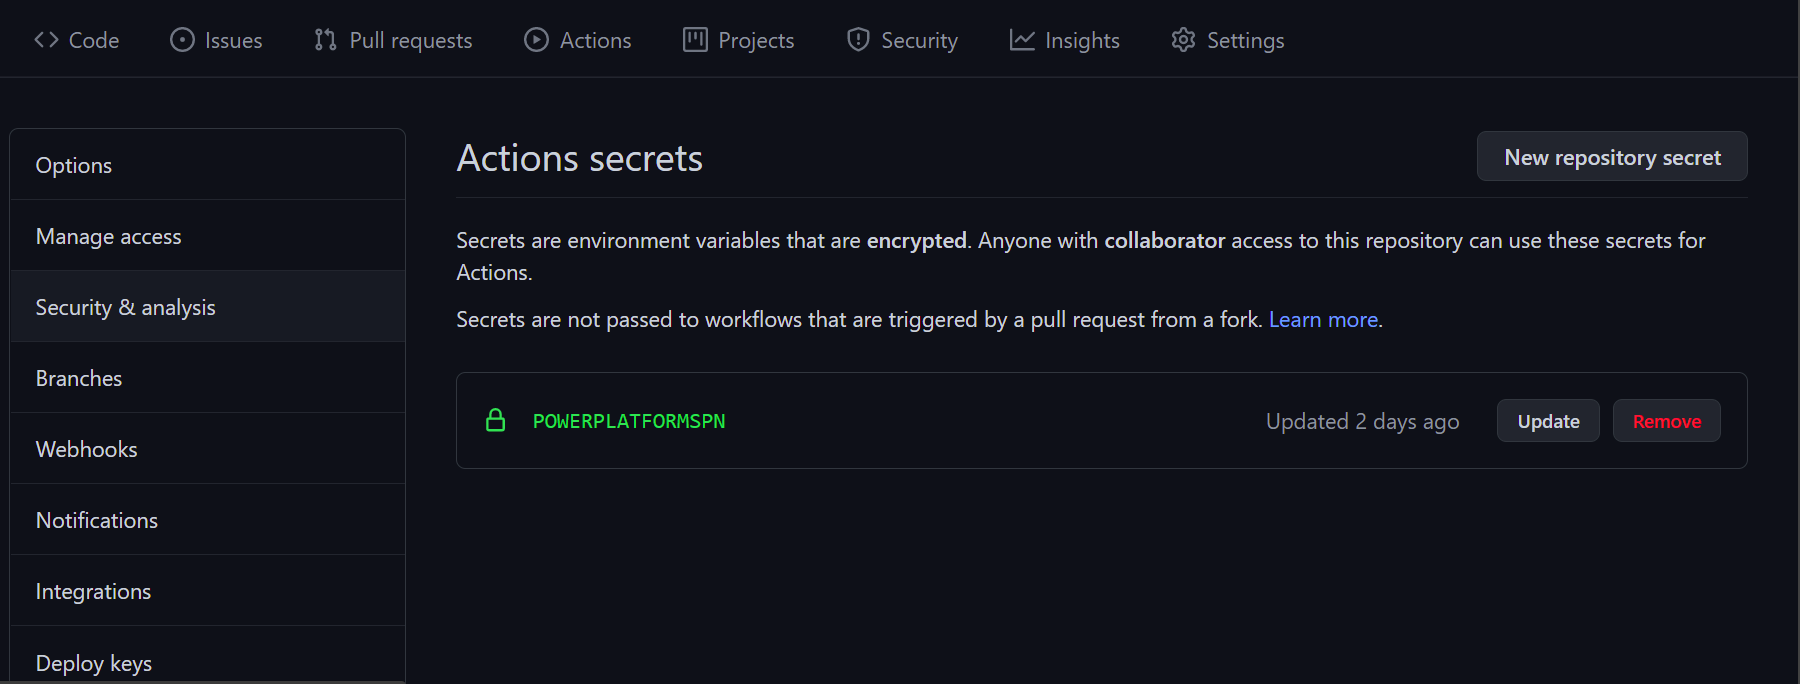 Code Issues Pull requests Actions Projects Security Insights Settings
Options
Manage access
Security & analysis
Branches
Webhooks
Notifications
Integrations
Deploy keys
Actions secrets
New repository secret
Secrets are environment variables that are encrypted. Anyone with collaborator access to this repository can use these secrets for
Actions.
Secrets are not passed to workflows that are triggered by a pull request from a fork. Learn more.
POWERPLATFORMSPN Updated 2 days ago Update Remove